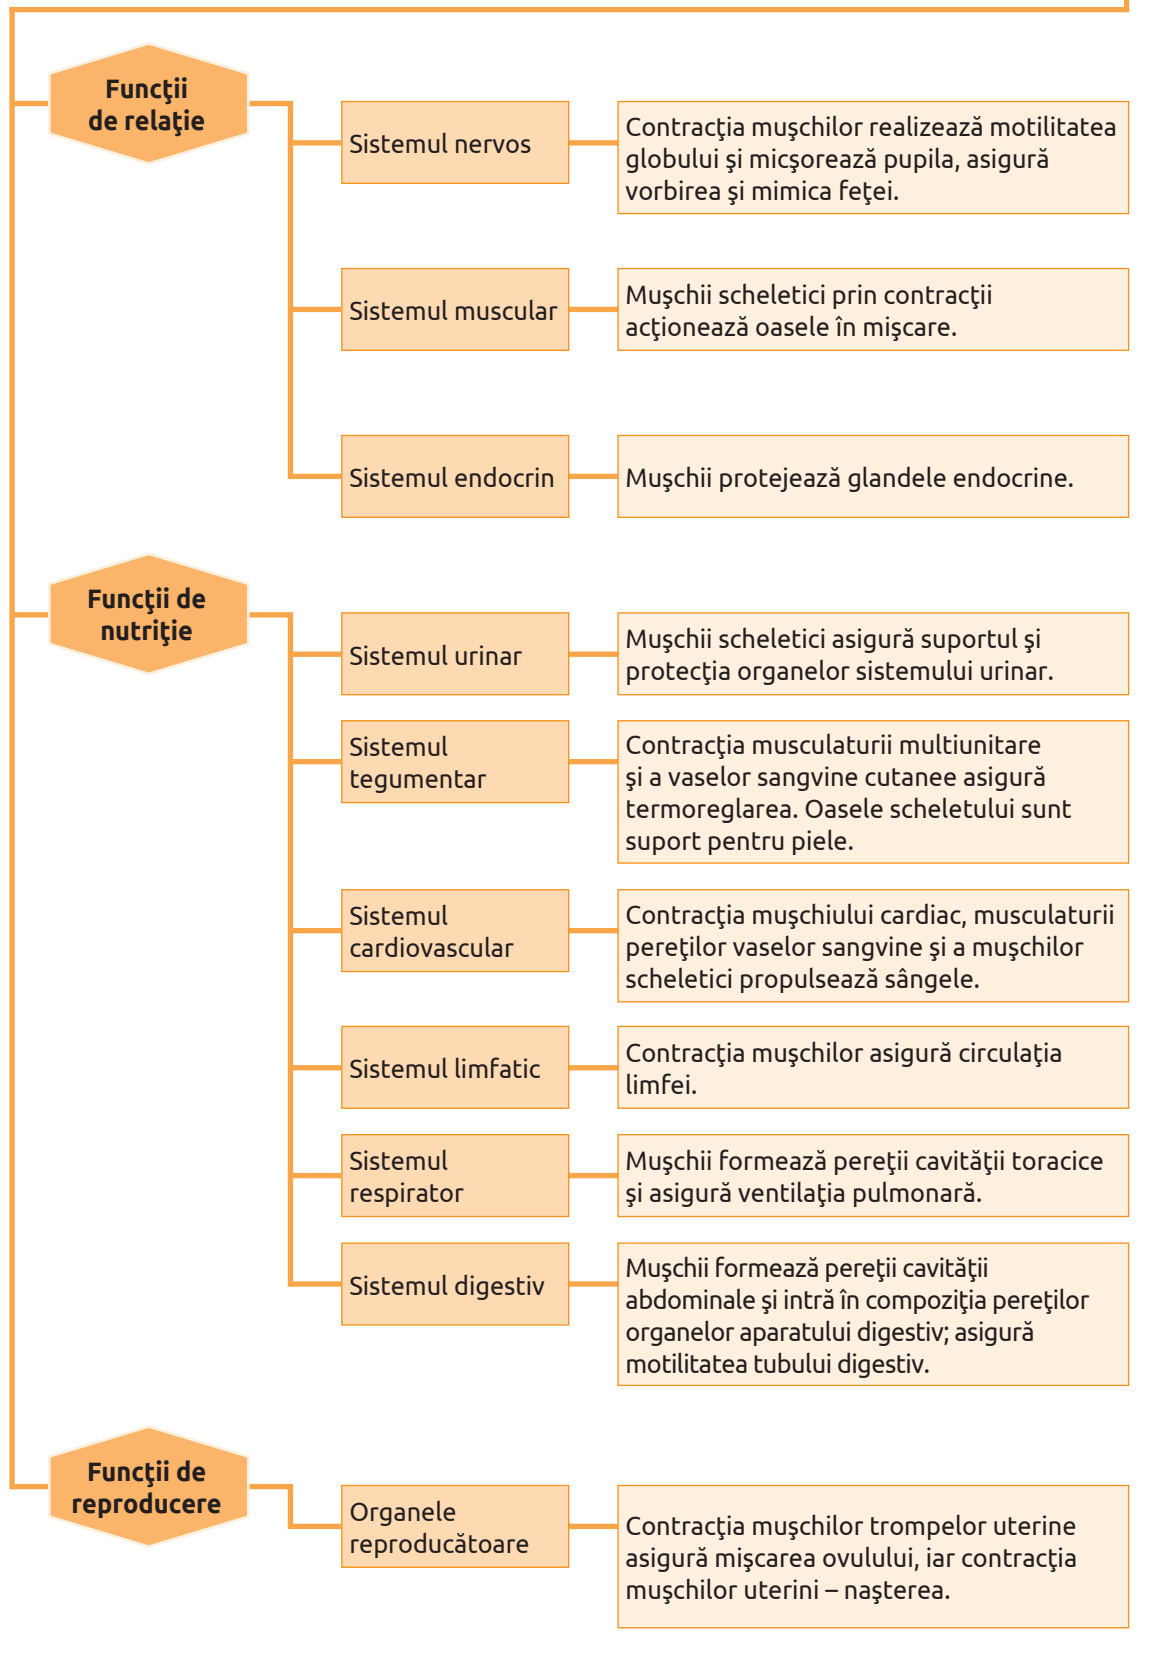 Funcţii
de relaţie
Sistemul nervos
Contracţia muşchilor realizează motilitatea
globului şi micşorează pupila, asigură
vorbirea şi mimica feţei.
Sistemul muscular
Muşchii scheletici prin contracţii
acţionează oasele în mişcare.
Sistemul endocrin
Muşchii protejează glandele endocrine.
Funcţii de
nutriţie
Sistemul urinar
Muşchii scheletici asigură suportul şi
protecţia organelor sistemului urinar.
Sistemul
tegumentar
Contracţia musculaturii multiunitare
şi a vaselor sangvine cutanee asigură
termoreglarea. Oasele scheletului sunt
suport pentru piele.
Sistemul
cardiovascular
Contracţia muşchiului cardiac, musculaturii
pereţilor vaselor sangvine şi a muşchilor
scheletici propulsează sângele.
Sistemul limfatic
Contracţia muşchilor asigură circulaţia
limfei.
Sistemul
respirator
Muşchii formează pereţii cavităţii toracice
şi asigură ventilaţia pulmonară.
Sistemul digestiv
Muşchii formează pereţii cavităţii
abdominale şi intră în compoziţia pereţilor
organelor aparatului digestiv; asigură
motilitatea tubului digestiv.
Funcţii de
reproducere
Organele
reproducătoare
Contracţia muşchilor trompelor uterine
asigură mişcarea ovulului, iar contracţia
muşchilor uterini – naşterea.